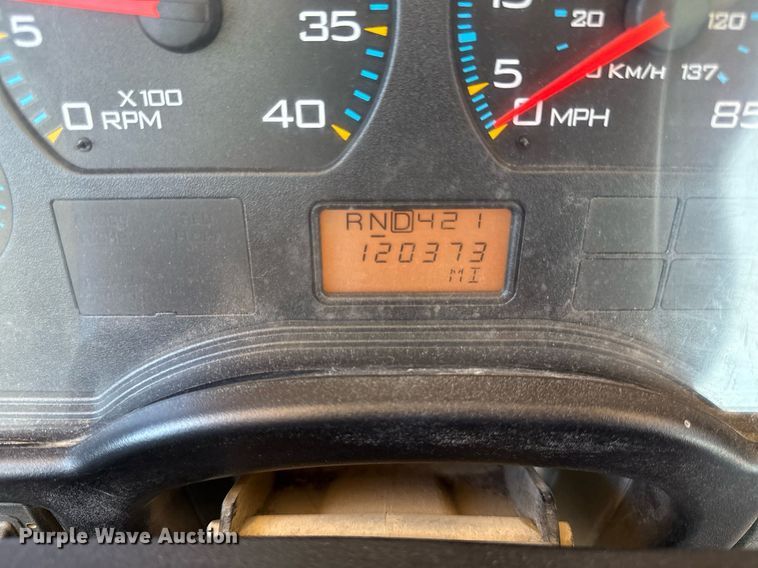 5
0 RPM
X100
35
40
15
5
0 MPH
20
120
KM/H 137
85
RND421
120373
MI
Purple Wave Auction